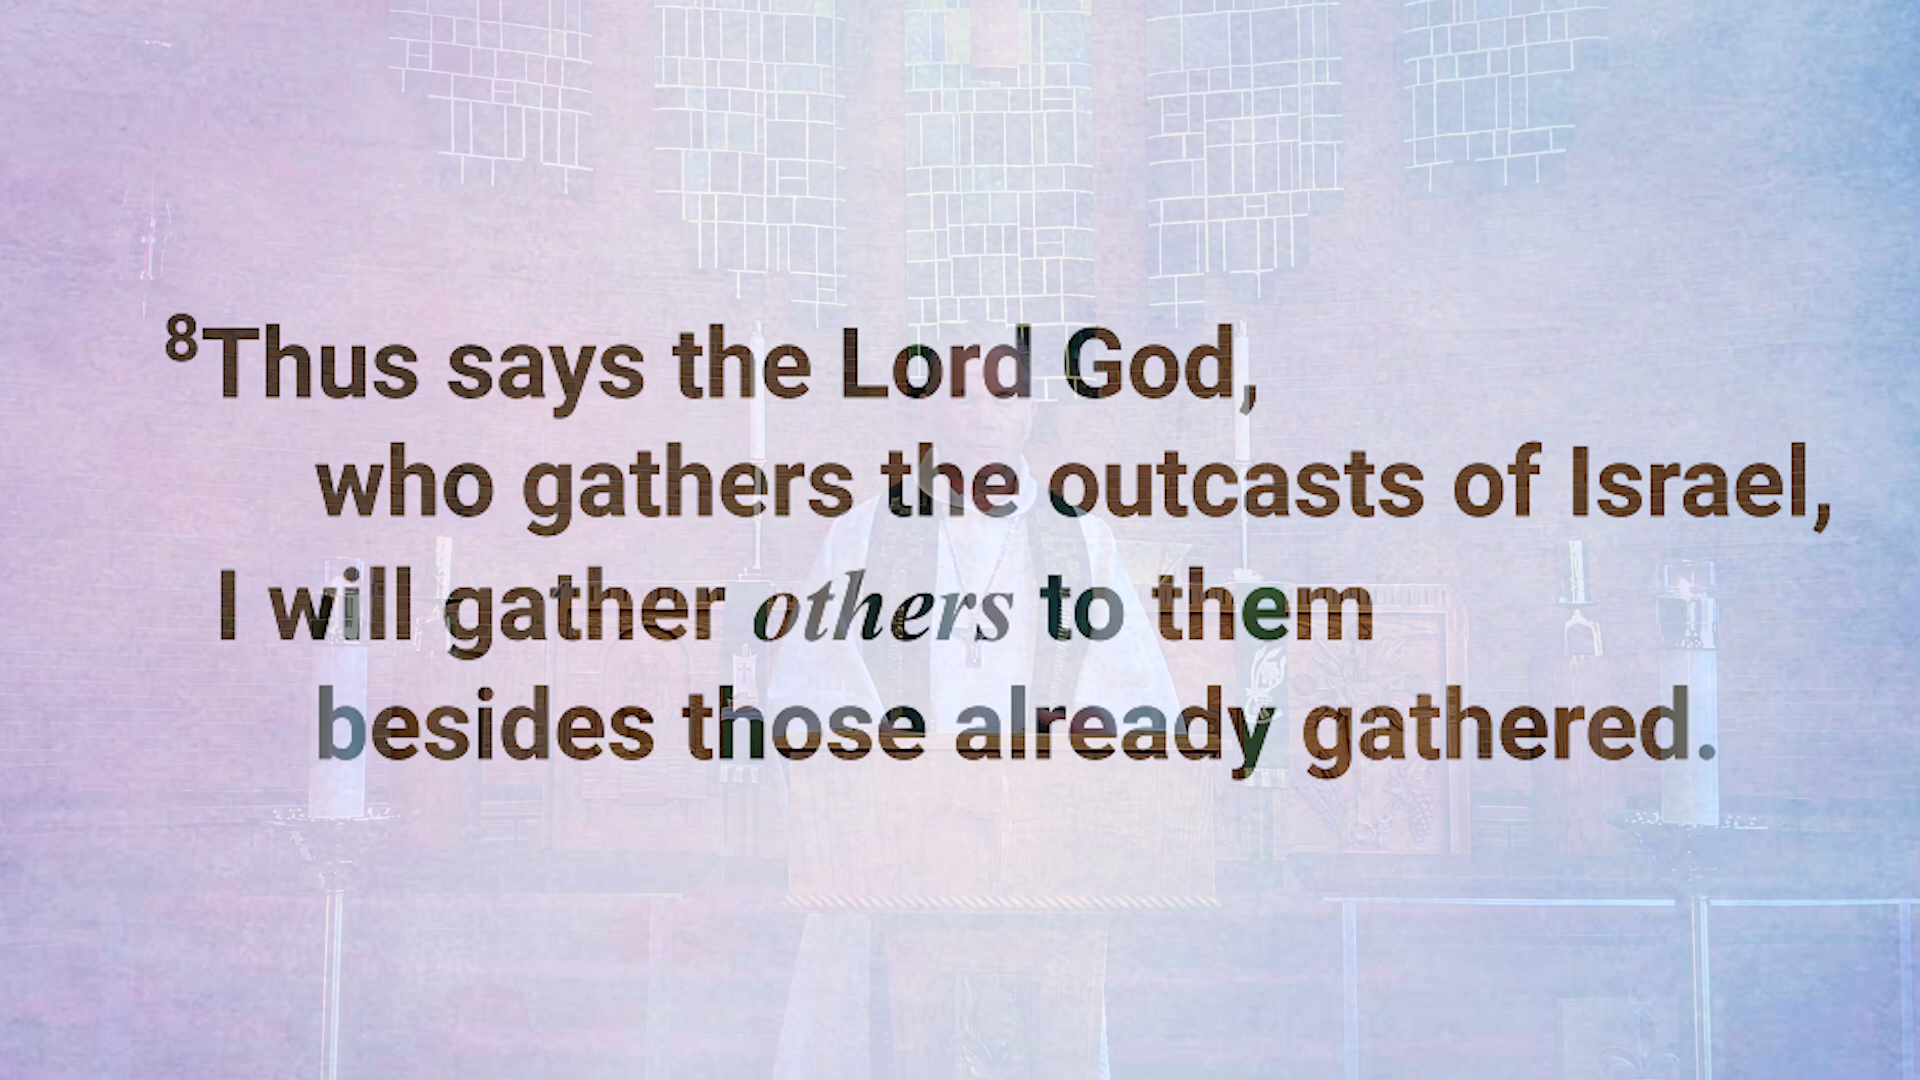 ⁸Thus says the Lord God,
who gathers the outcasts of Israel,
I will gather others to them
besides those already gathered.